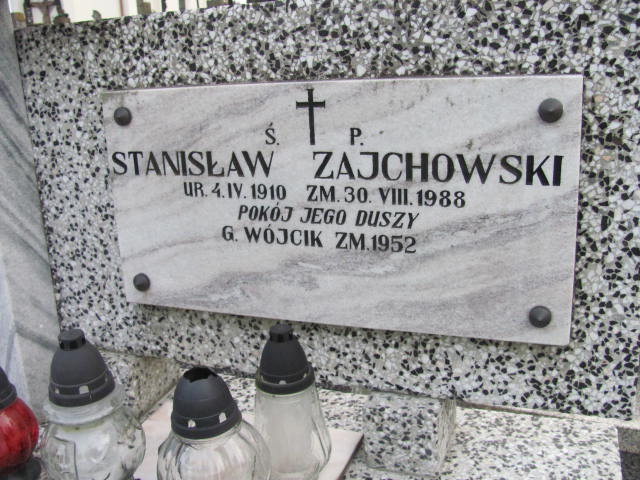 Ś. P.
STANISŁAW ZAJCHOWSKI
UR. 4.IV.1910 ZM. 30.VIII.1988
POKÓJ JEGO DUSZY
G. WÓJCIK ZM.1952